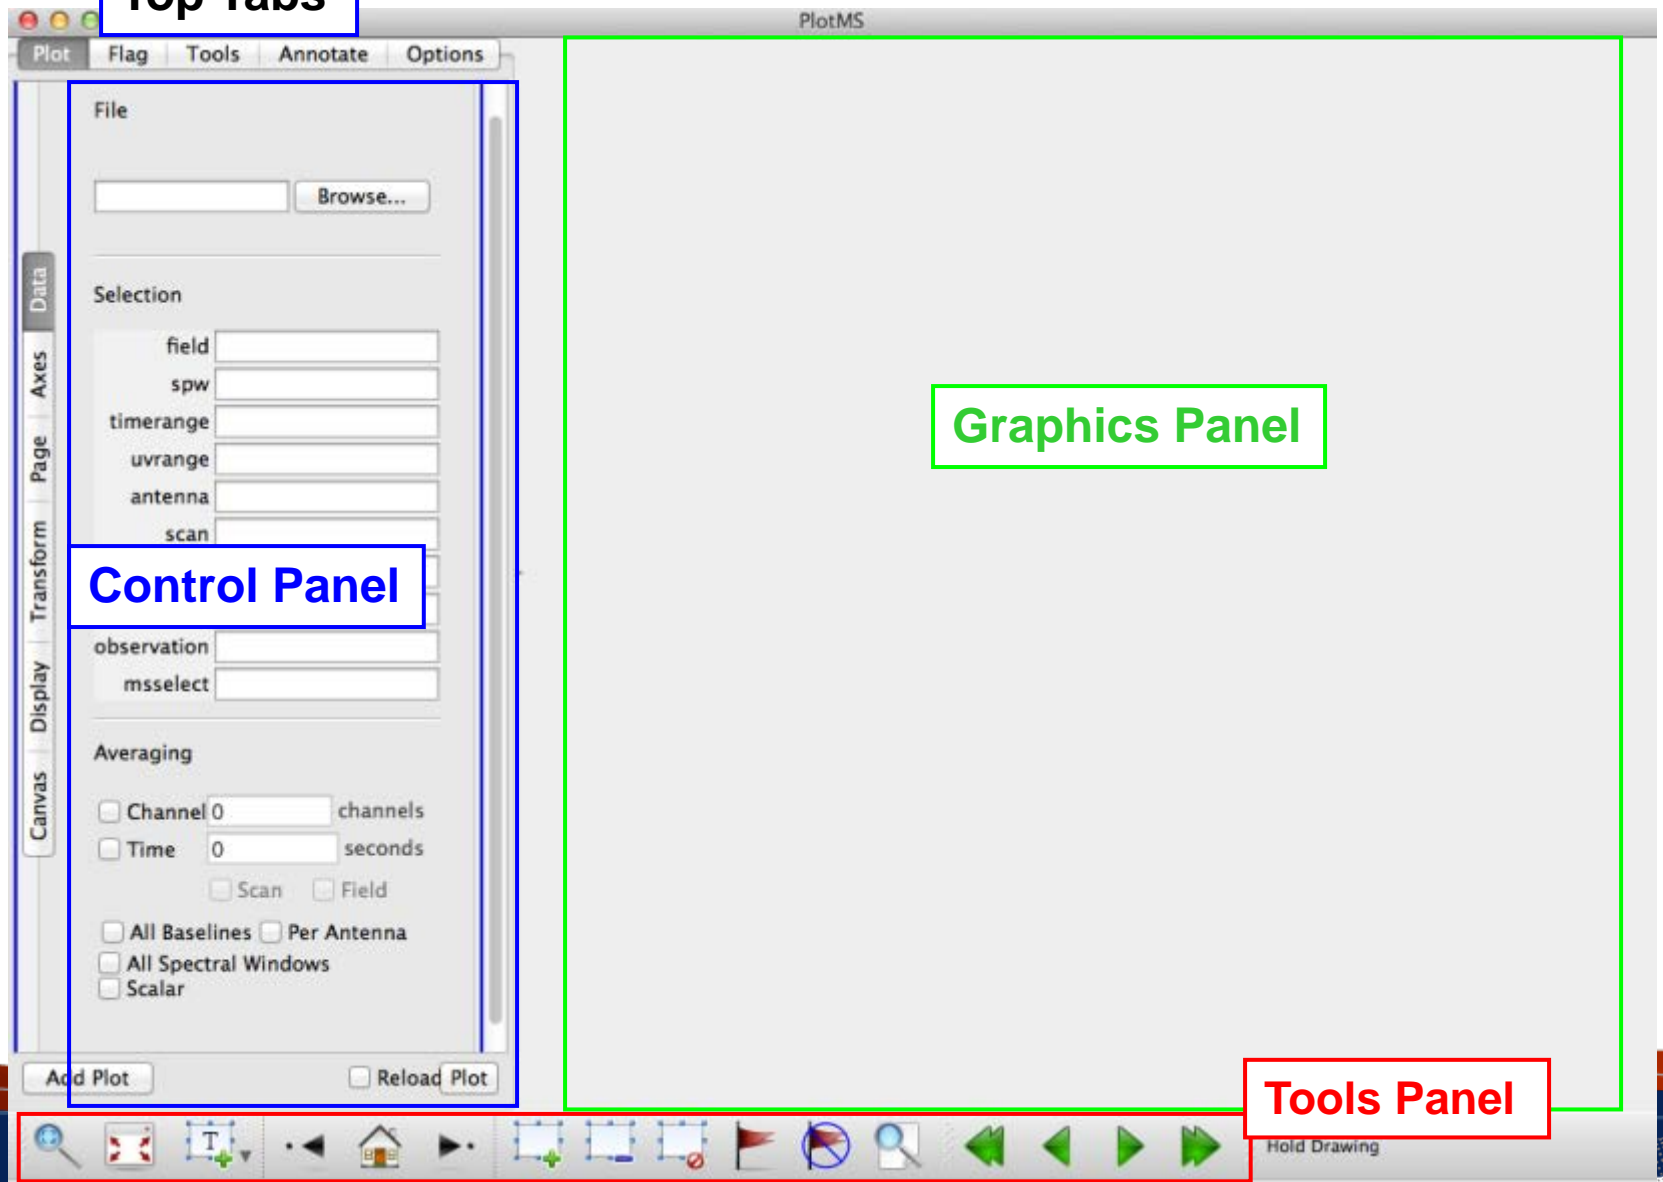 Top Tabs
PlotMS
Plot Flag Tools Annotate Options
File
Browse...
Data
Axes
Page
Transform
Display
Canvas
Selection
field
spw
timerange
uvrange
antenna
scan
Control Panel
observation
msselect
Averaging
Channel 0 channels
Time 0 seconds
Scan Field
All Baselines Per Antenna
All Spectral Windows
Scalar
Add Plot Reload Plot
Graphics Panel
Tools Panel
T
Hold Drawing